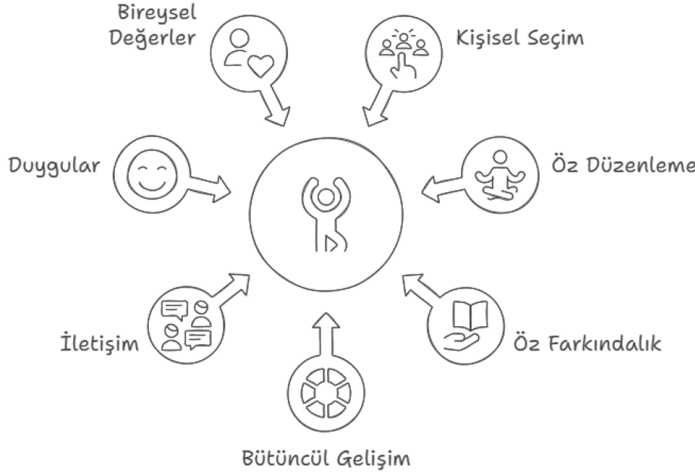 Bireysel
Değerler
Kişisel Seçim
Duygular
Öz Düzenleme
İletişim
Öz Farkındalık
Bütüncül Gelişim